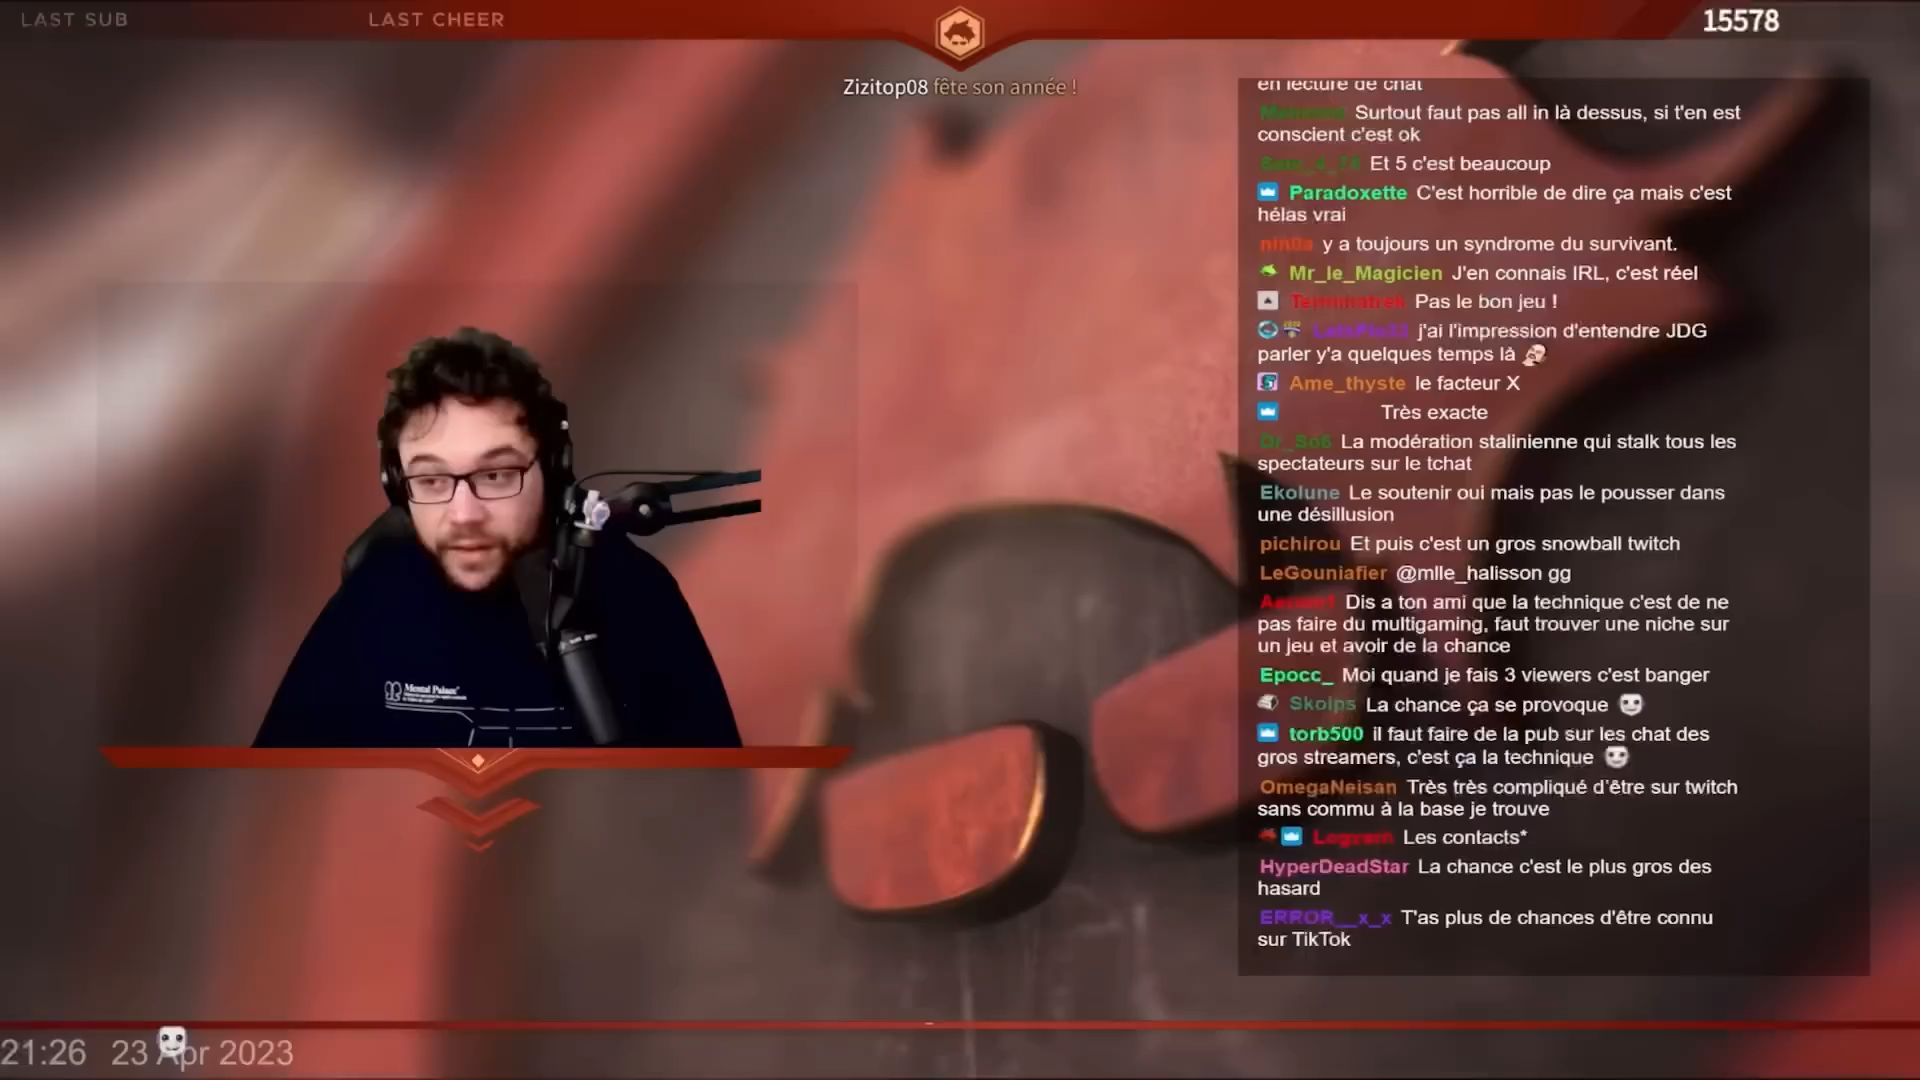 LAST SUB
LAST CHEER
15578
Zizitop08 fête son année !
en lecture de chat
Surtout faut pas all in là dessus, si t'en est
conscient c'est ok
Et 5 c'est beaucoup
Paradoxette C'est horrible de dire ça mais c'est
hélas vrai
y a toujours un syndrome du survivant.
Mr_le_Magicien J'en connais IRL, c'est réel
Pas le bon jeu !
j'ai l'impression d'entendre JDG
parler y'a quelques temps là
Ame_thyste le facteur X
Très exacte
La modération stalinienne qui stalk tous les
spectateurs sur le tchat
Ekolune Le soutenir oui mais pas le pousser dans
une désillusion
pichirou Et puis c'est un gros snowball twitch
LeGouniafier @mlle_halisson gg
Dis a ton ami que la technique c'est de ne
pas faire du multigaming, faut trouver une niche sur
un jeu et avoir de la chance
Epocc_ Moi quand je fais 3 viewers c'est banger
Skolps La chance ça se provoque
torb500 il faut faire de la pub sur les chat des
gros streamers, c'est ça la technique
OmegaNeisan Très très compliqué d'être sur twitch
sans commu à la base je trouve
Les contacts*
HyperDeadStar La chance c'est le plus gros des
hasard
ERROR__x_x T'as plus de chances d'être connu
sur TikTok
Mental Palace
21:26 23 Apr 2023